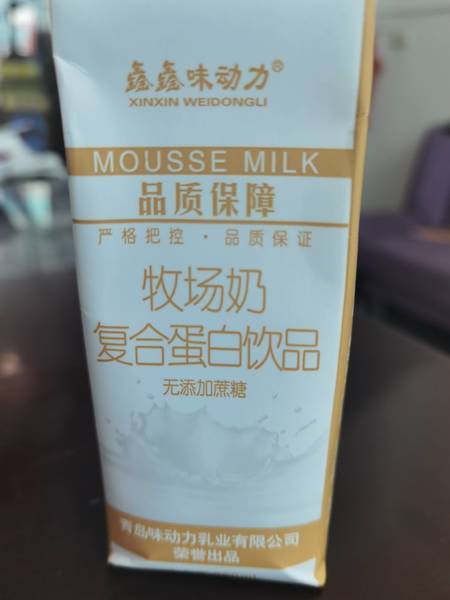 鑫鑫味动力®
XINXIN WEIDONGLI
MOUSSE MILK
品质保障
严格把控·品质保证
牧场奶
复合蛋白饮品
无添加蔗糖
青岛味动力乳业有限公司
荣誉出品